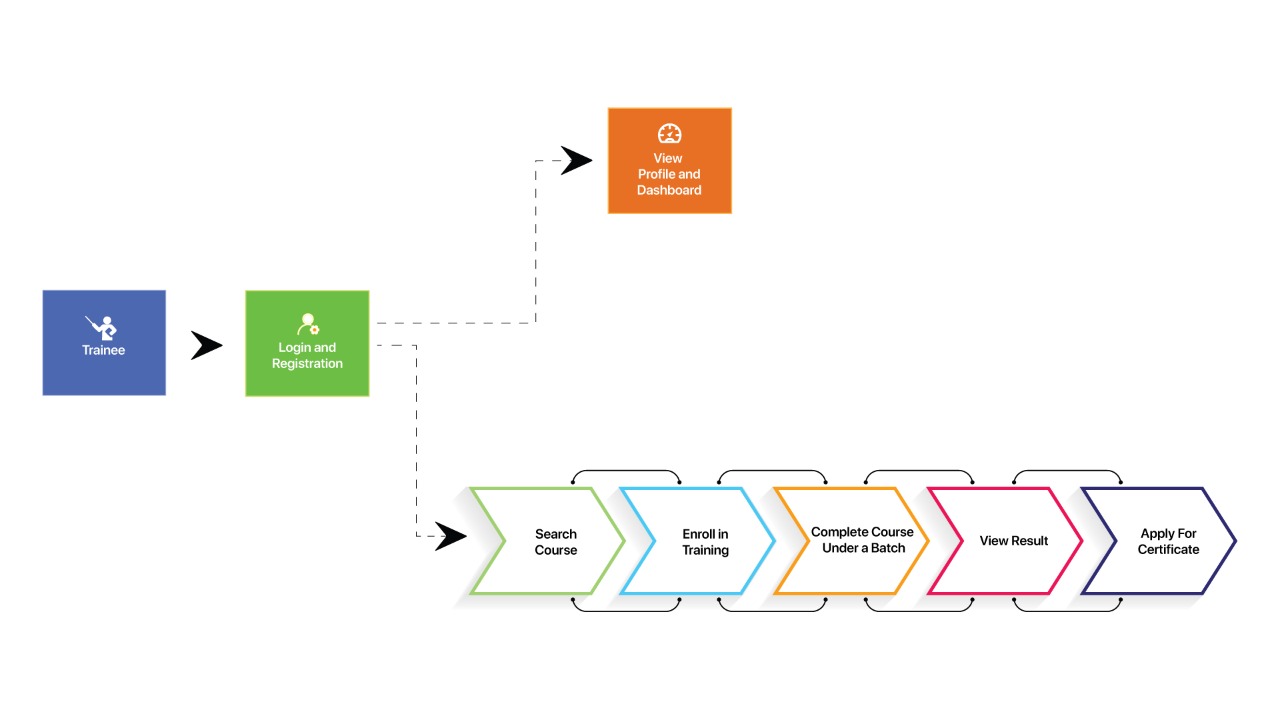 View
Profile and
Dashboard
Trainee
Login and
Registration
Search
Course
Enroll in
Training
Complete Course
Under a Batch
View Result
Apply For
Certificate